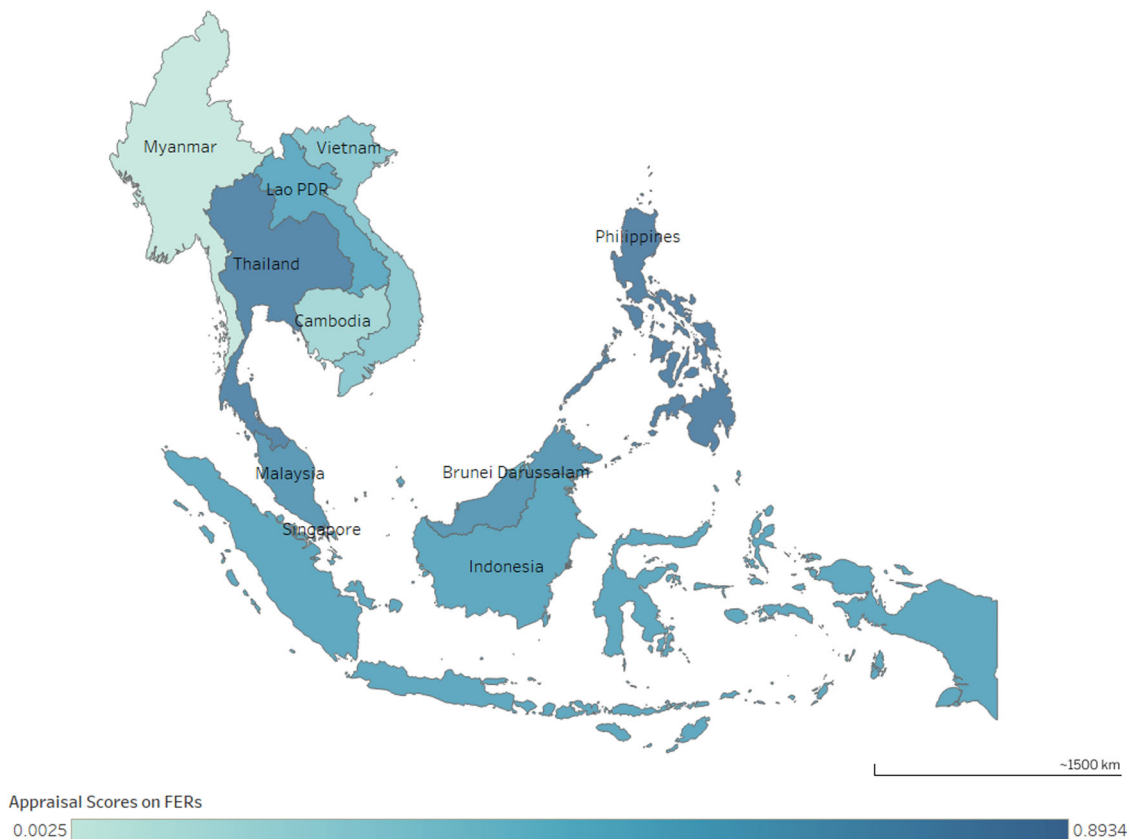 Myanmar
Vietnam
Lao PDR
Philippines
Thailand
Cambodia
Malaysia
Brunei Darussalam
Singapore
Indonesia
~1500 km
Appraisal Scores on FERs
0.0025
0.8934